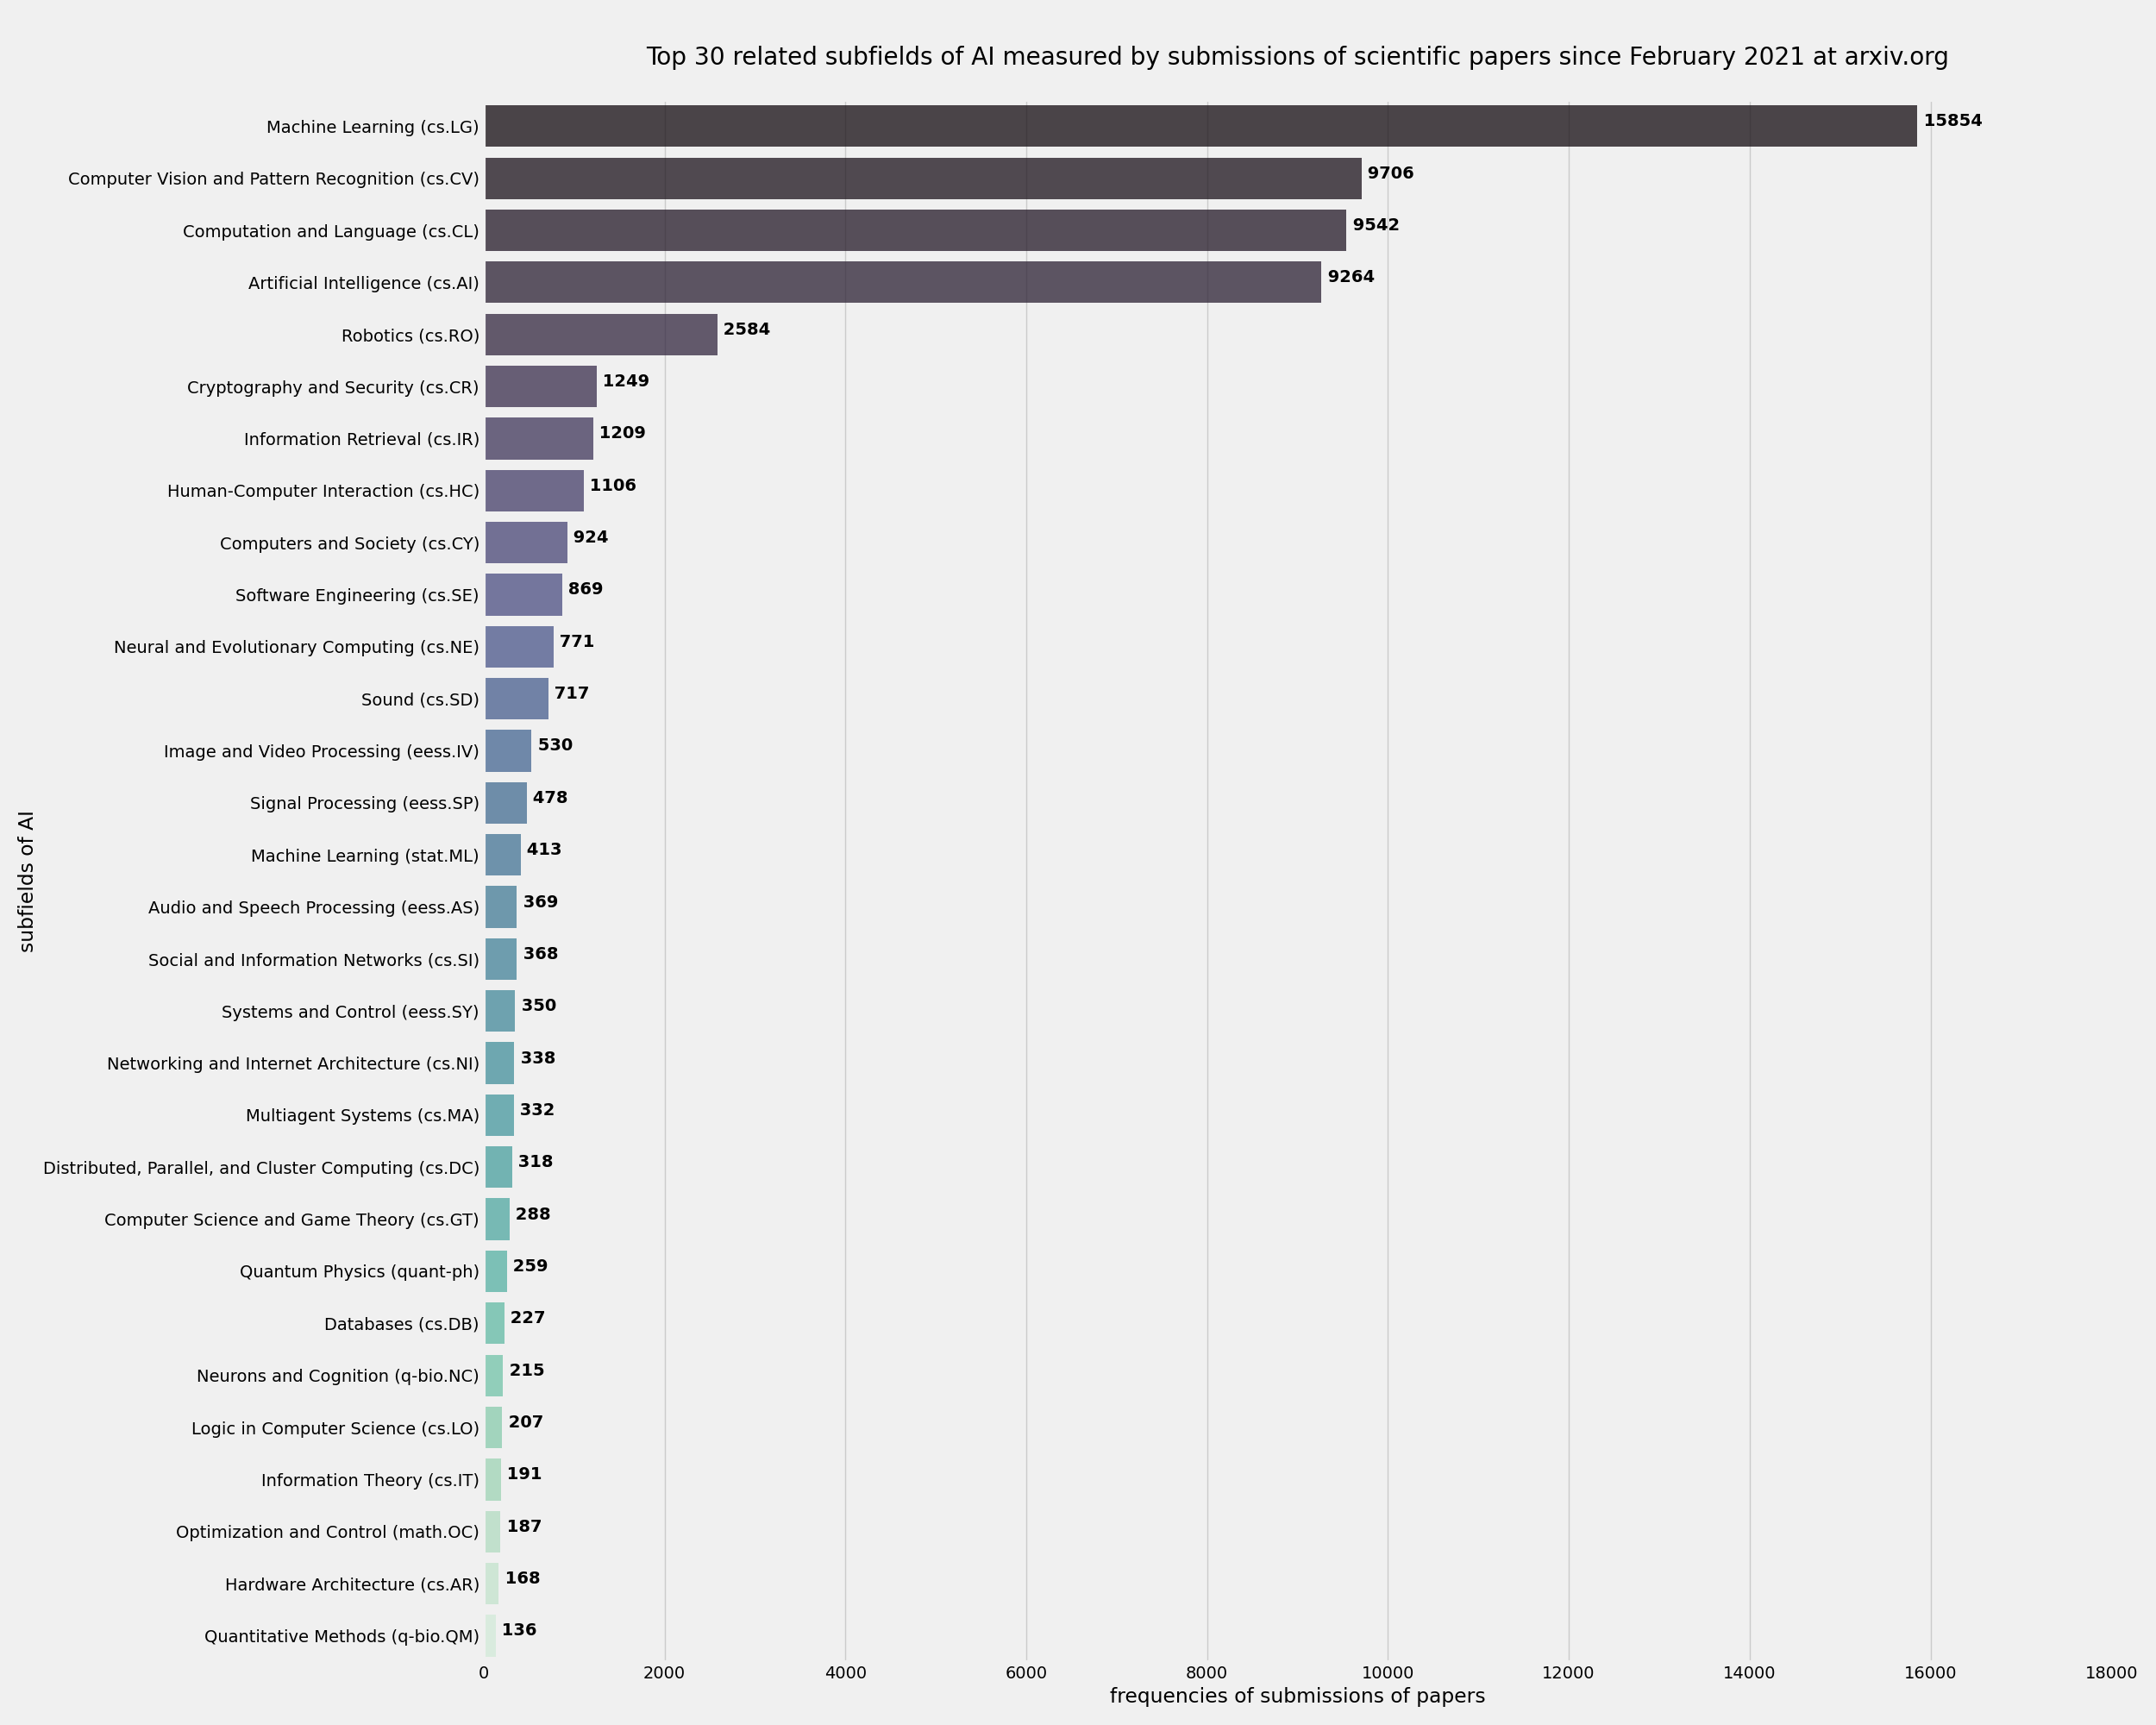 Top 30 related subfields of AI measured by submissions of scientific papers since February 2021 at arxiv.org
Machine Learning (cs.LG) 15854
Computer Vision and Pattern Recognition (cs.CV) 9706
Computation and Language (cs.CL) 9542
Artificial Intelligence (cs.AI) 9264
Robotics (cs.RO) 2584
Cryptography and Security (cs.CR) 1249
Information Retrieval (cs.IR) 1209
Human-Computer Interaction (cs.HC) 1106
Computers and Society (cs.CY) 924
Software Engineering (cs.SE) 869
Neural and Evolutionary Computing (cs.NE) 771
Sound (cs.SD) 717
Image and Video Processing (eess.IV) 530
Signal Processing (eess.SP) 478
Machine Learning (stat.ML) 413
Audio and Speech Processing (eess.AS) 369
Social and Information Networks (cs.SI) 368
Systems and Control (eess.SY) 350
Networking and Internet Architecture (cs.NI) 338
Multiagent Systems (cs.MA) 332
Distributed, Parallel, and Cluster Computing (cs.DC) 318
Computer Science and Game Theory (cs.GT) 288
Quantum Physics (quant-ph) 259
Databases (cs.DB) 227
Neurons and Cognition (q-bio.NC) 215
Logic in Computer Science (cs.LO) 207
Information Theory (cs.IT) 191
Optimization and Control (math.OC) 187
Hardware Architecture (cs.AR) 168
Quantitative Methods (q-bio.QM) 136
0 2000 4000 6000 8000 10000 12000 14000 16000 18000
frequencies of submissions of papers
subfields of AI